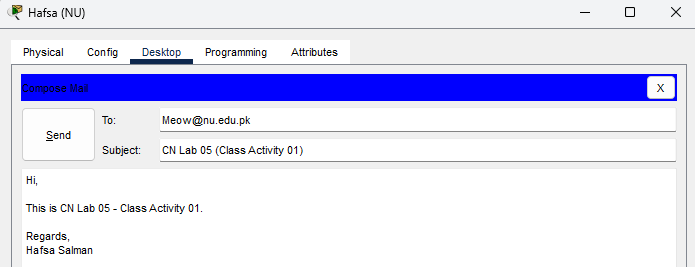 Hafsa (NU)
Physical Config Desktop Programming Attributes
Compose Mail X
Send
To: Meow@nu.edu.pk
Subject: CN Lab 05 (Class Activity 01)
Hi,
This is CN Lab 05 - Class Activity 01.
Regards,
Hafsa Salman